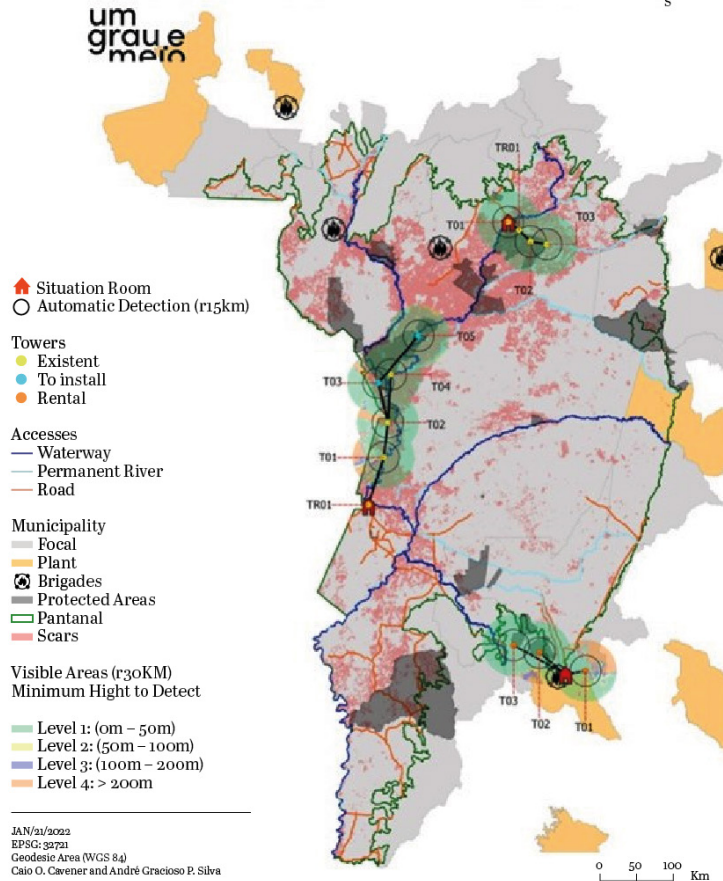 s
um
grau e
meio
TR01
T01
T03
T02
Situation Room
Automatic Detection (r15km)
Towers
Existent
To install
Rental
T05
T03
T04
T02
T01
TR01
Accesses
Waterway
Permanent River
Road
Municipality
Focal
Plant
Brigades
Protected Areas
Pantanal
Scars
Visible Areas (r30KM)
Minimum Hight to Detect
Level 1: (0m – 50m)
Level 2: (50m – 100m)
Level 3: (100m – 200m)
Level 4: > 200m
T03
T02
T01
JAN/21/2022
EPSG: 32721
Geodesic Area (WGS 84)
Caio O. Cavener and André Gracioso P. Silva
0 50 100
Km